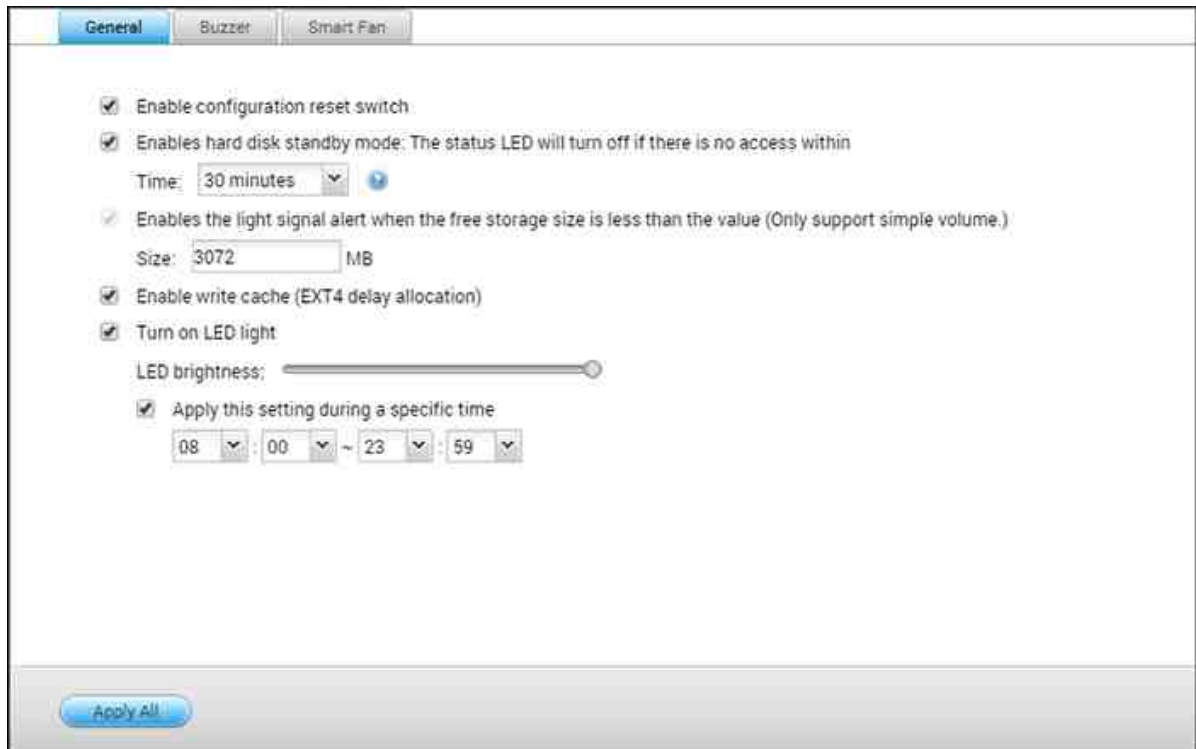 General Buzzer Smart Fan
Enable configuration reset switch
Enables hard disk standby mode: The status LED will turn off if there is no access within
Time: 30 minutes
Enables the light signal alert when the free storage size is less than the value (Only support simple volume.)
Size: 3072 MB
Enable write cache (EXT4 delay allocation)
Turn on LED light
LED brightness:
Apply this setting during a specific time
08 : 00 ~ 23 : 59
Apply All